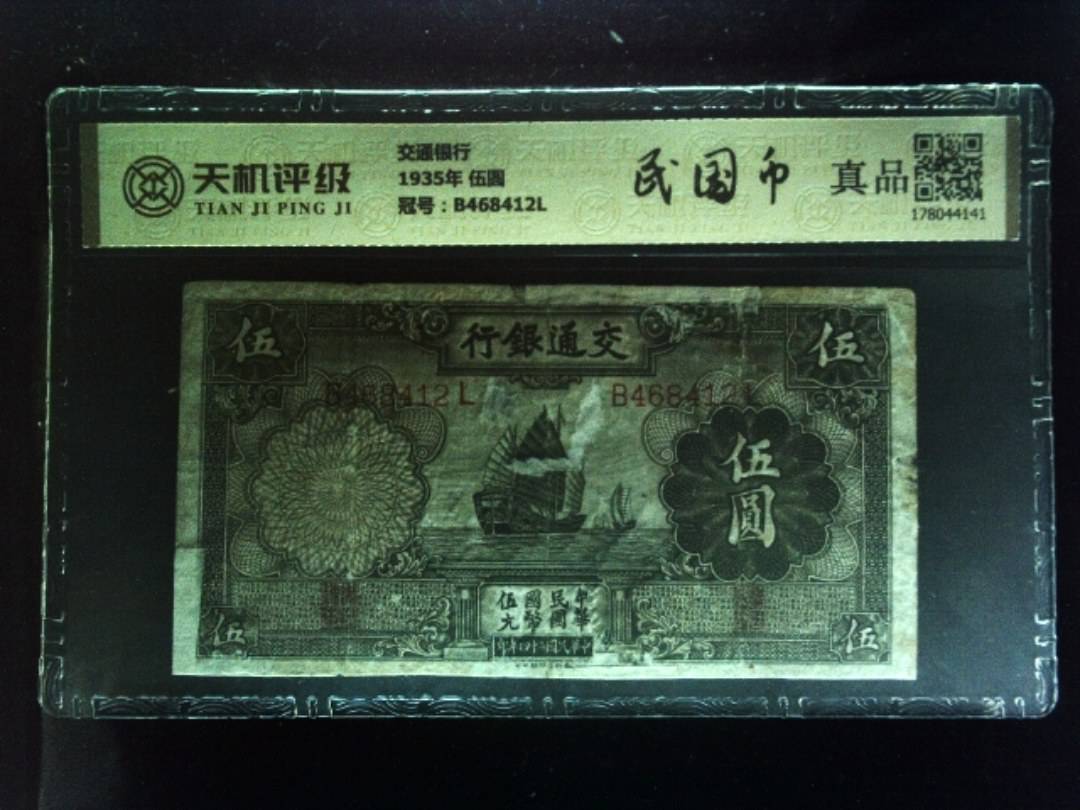 天机评级
TIAN JI PING JI
交通银行
1935年 伍圓
冠号：B468412L
民国币
真品
178044141
伍
行銀通交
伍
B468412L
B468412L
伍
圓
伍國民中
元幣國華
伍
伍